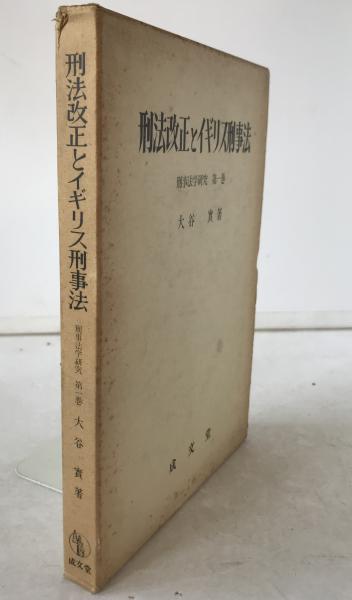 刑法改正とイギリス刑事法
刑事法学研究 第一巻
大谷 實著
成文堂
刑法改正とイギリス刑事法
刑事法学研究 第一巻
大谷 實著
成文堂